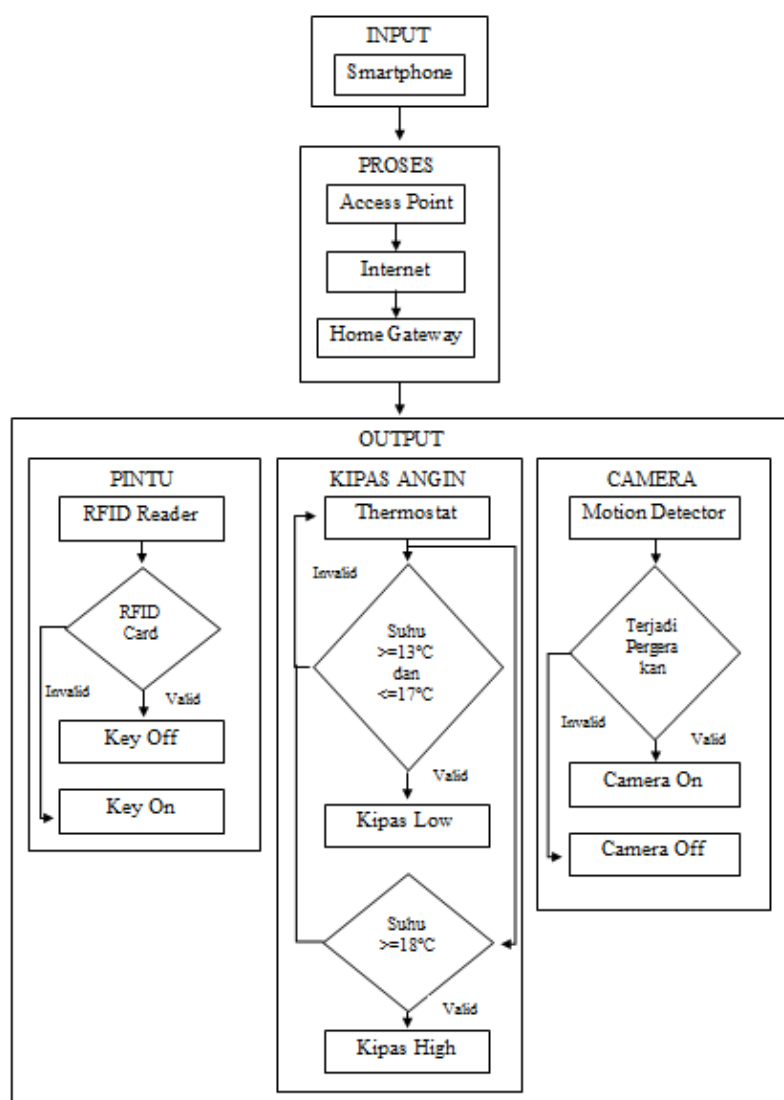 INPUT
Smartphone
PROSES
Access Point
Internet
Home Gateway
OUTPUT
PINTU
RFID Reader
RFID
Card
Invalid
Valid
Key Off
Key On
KIPAS ANGIN
Thermostat
Invalid
Suhu
>=13°C
dan
<=17°C
Valid
Kipas Low
Suhu
>=18°C
Valid
Kipas High
CAMERA
Motion Detector
Terjadi
Pergera
kan
Invalid
Valid
Camera On
Camera Off